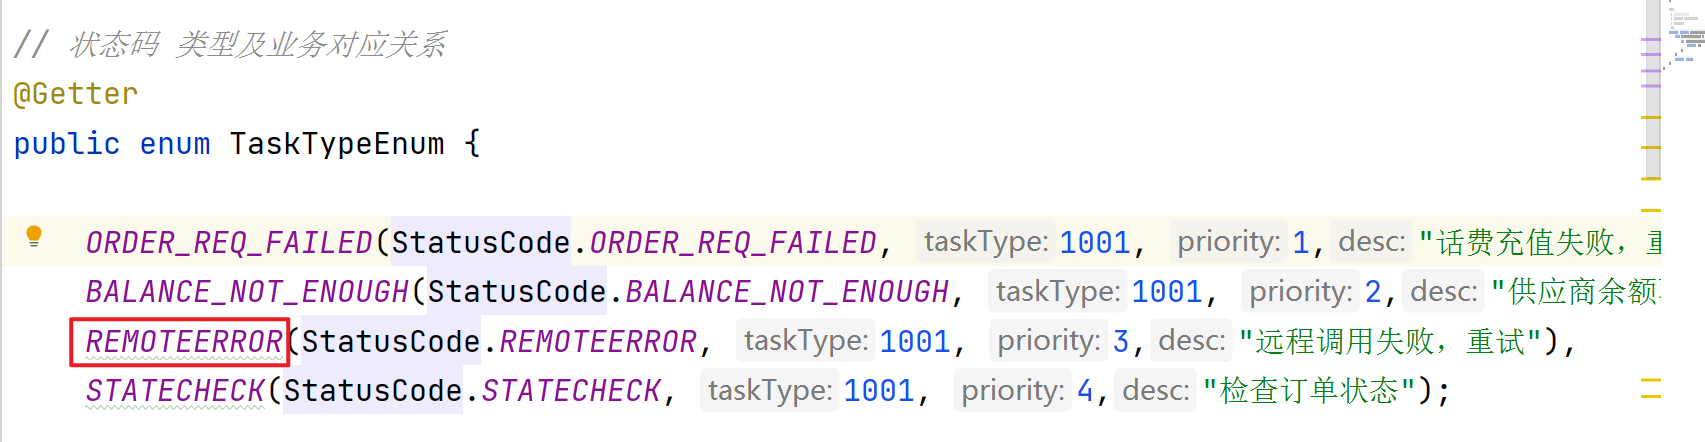 // 状态码 类型及业务对应关系
@Getter
public enum TaskTypeEnum {
ORDER_REQ_FAILED(StatusCode.ORDER_REQ_FAILED, taskType: 1001, priority: 1, desc: "话费充值失败，重
BALANCE_NOT_ENOUGH(StatusCode.BALANCE_NOT_ENOUGH, taskType: 1001, priority: 2, desc: "供应商余额
REMOTEERROR(StatusCode.REMOTEERROR, taskType: 1001, priority: 3, desc: "远程调用失败，重试"),
STATECHECK(StatusCode.STATECHECK, taskType: 1001, priority: 4, desc: "检查订单状态");